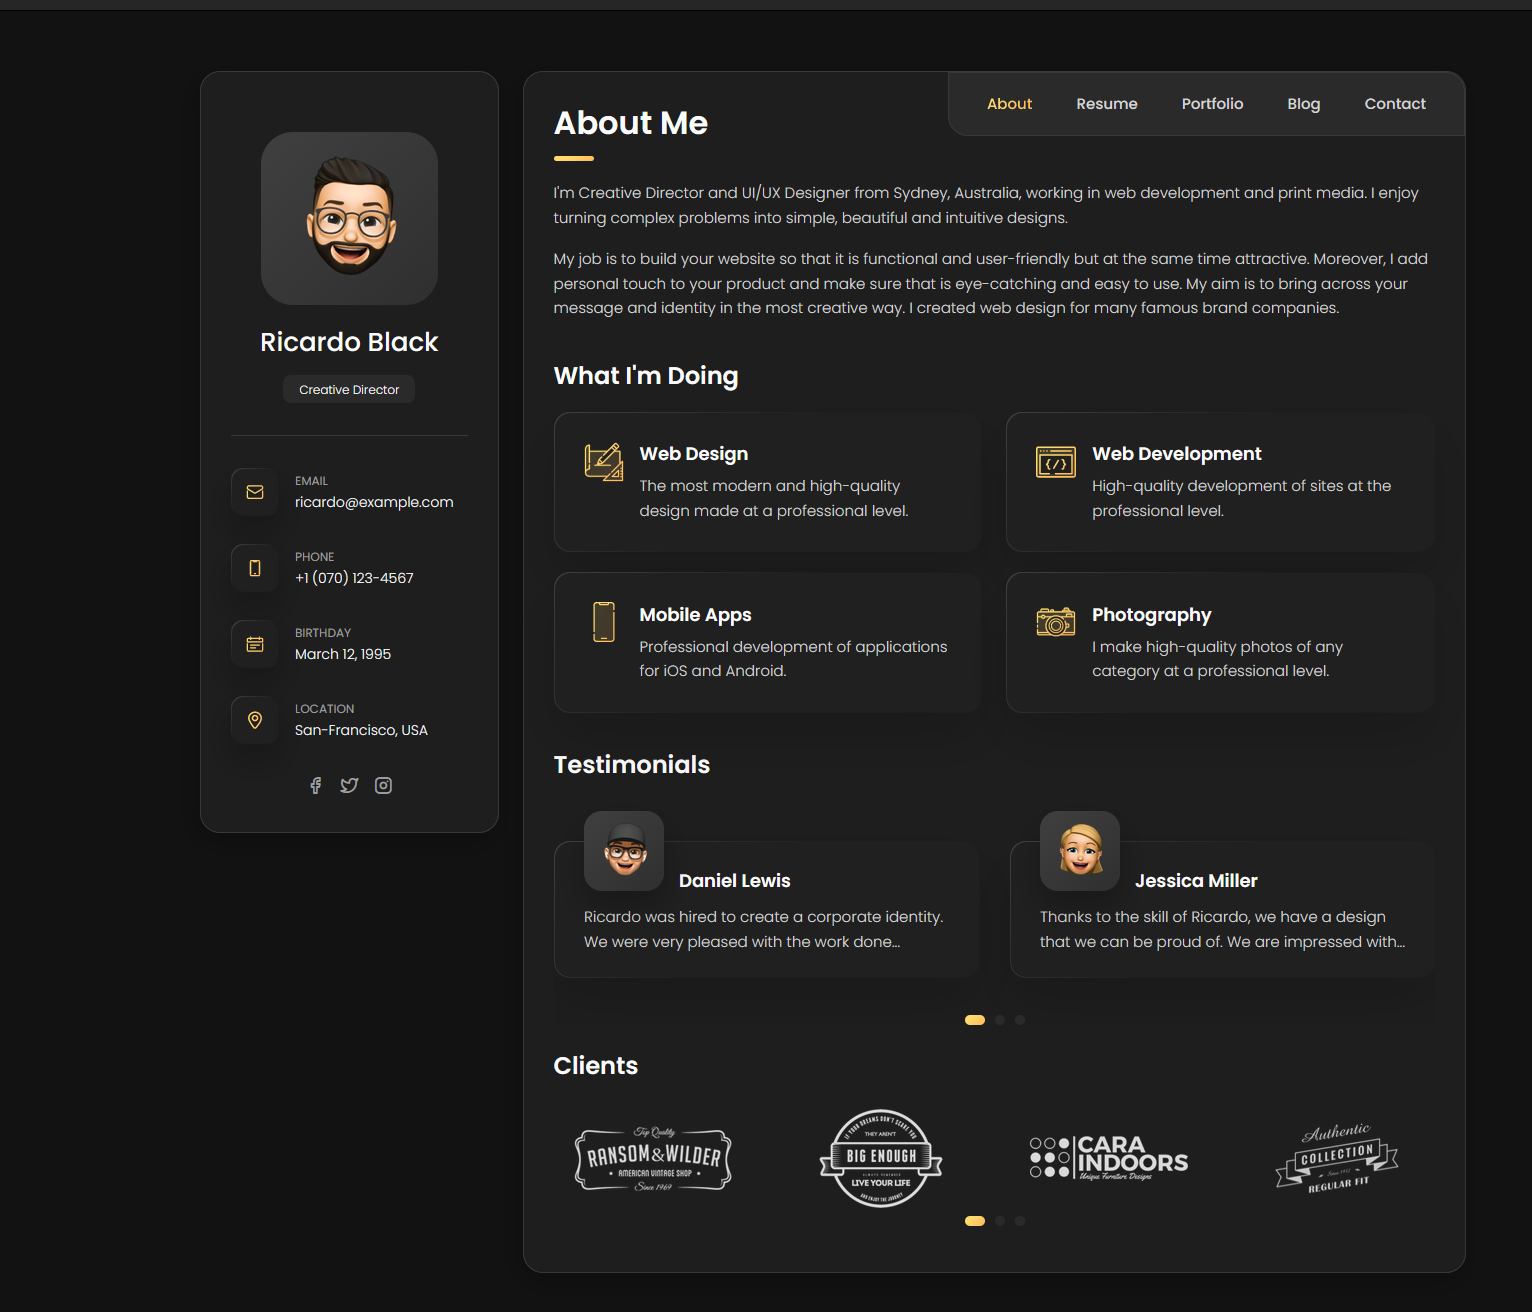 Ricardo Black
Creative Director
EMAIL
ricardo@example.com
PHONE
+1 (070) 123-4567
BIRTHDAY
March 12, 1995
LOCATION
San-Francisco, USA
About Resume Portfolio Blog Contact
About Me
I'm Creative Director and UI/UX Designer from Sydney, Australia, working in web development and print media. I enjoy
turning complex problems into simple, beautiful and intuitive designs.
My job is to build your website so that it is functional and user-friendly but at the same time attractive. Moreover, I add
personal touch to your product and make sure that is eye-catching and easy to use. My aim is to bring across your
message and identity in the most creative way. I created web design for many famous brand companies.
What I'm Doing
Web Design
The most modern and high-quality
design made at a professional level.
Web Development
High-quality development of sites at the
professional level.
Mobile Apps
Professional development of applications
for iOS and Android.
Photography
I make high-quality photos of any
category at a professional level.
Testimonials
Daniel Lewis
Ricardo was hired to create a corporate identity.
We were very pleased with the work done...
Jessica Miller
Thanks to the skill of Ricardo, we have a design
that we can be proud of. We are impressed with...
Clients
Top Quality
RANSOM&WILDER
• AMERICAN VINTAGE SHOP •
Since 1969
IF YOUR DREAMS DON'T SCARE YOU
THEY AREN'T
BIG ENOUGH
ALWAYS REMEMBER
LIVE YOUR LIFE
AND ENJOY THE JOURNEY
CARA
INDOORS
Unique Furniture Designs
Authentic
COLLECTION
REGULAR FIT